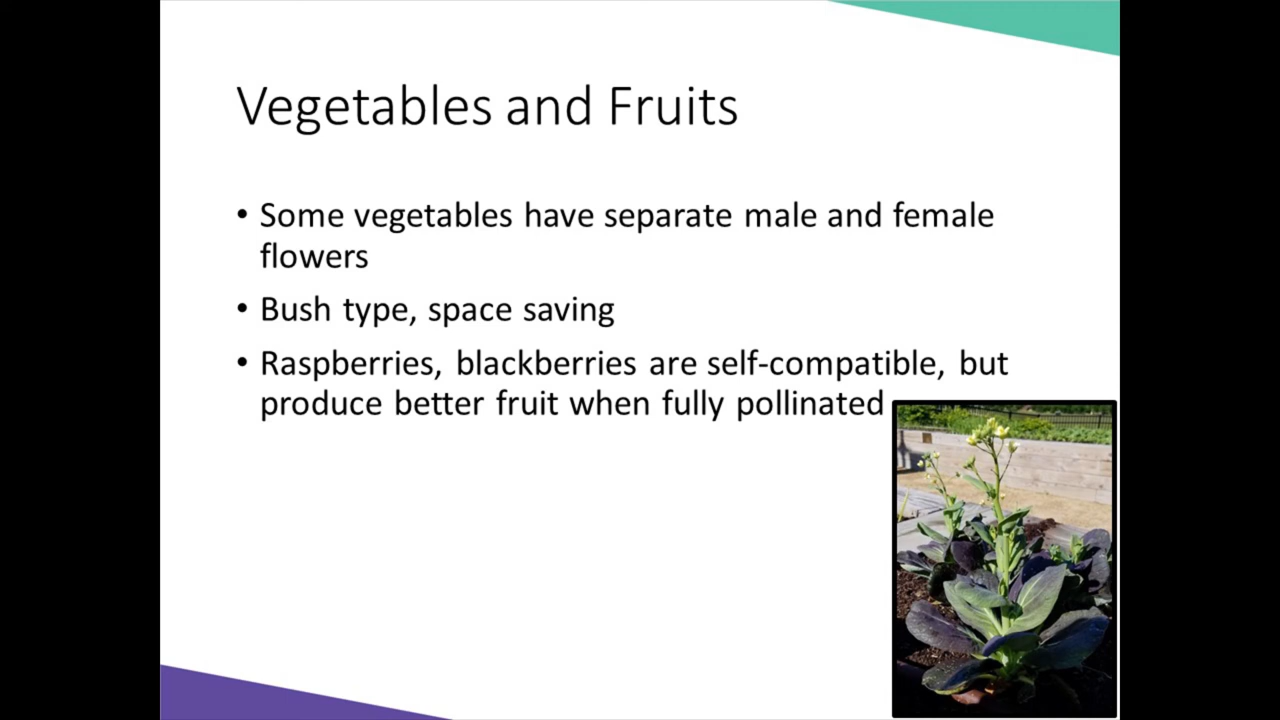 Vegetables and Fruits
• Some vegetables have separate male and female
flowers
• Bush type, space saving
• Raspberries, blackberries are self-compatible, but
produce better fruit when fully pollinated